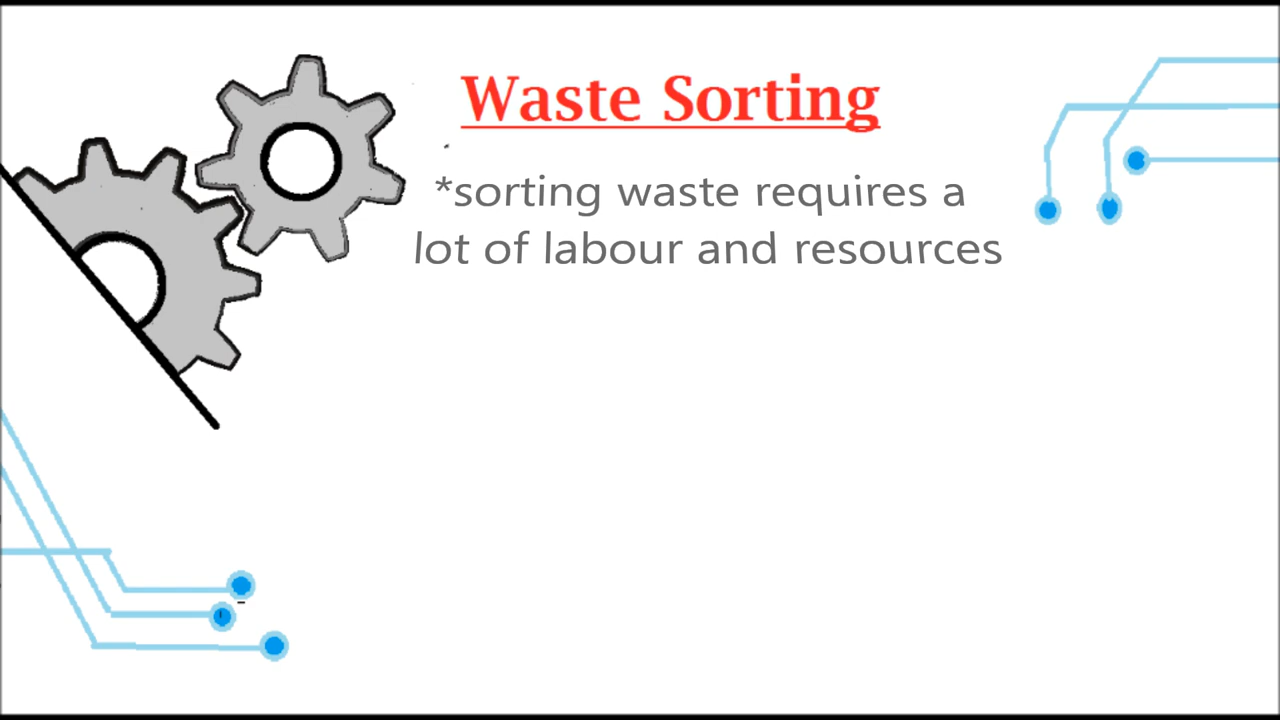 Waste Sorting
*sorting waste requires a
lot of labour and resources